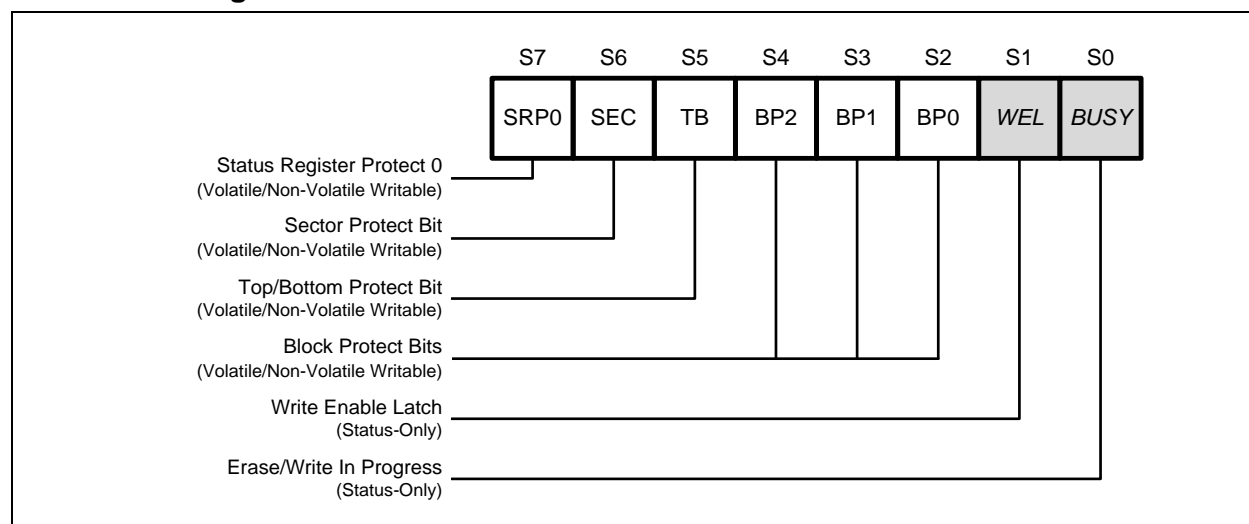 S7 S6 S5 S4 S3 S2 S1 S0
SRP0 SEC TB BP2 BP1 BP0 WEL BUSY
Status Register Protect 0
(Volatile/Non-Volatile Writable)
Sector Protect Bit
(Volatile/Non-Volatile Writable)
Top/Bottom Protect Bit
(Volatile/Non-Volatile Writable)
Block Protect Bits
(Volatile/Non-Volatile Writable)
Write Enable Latch
(Status-Only)
Erase/Write In Progress
(Status-Only)